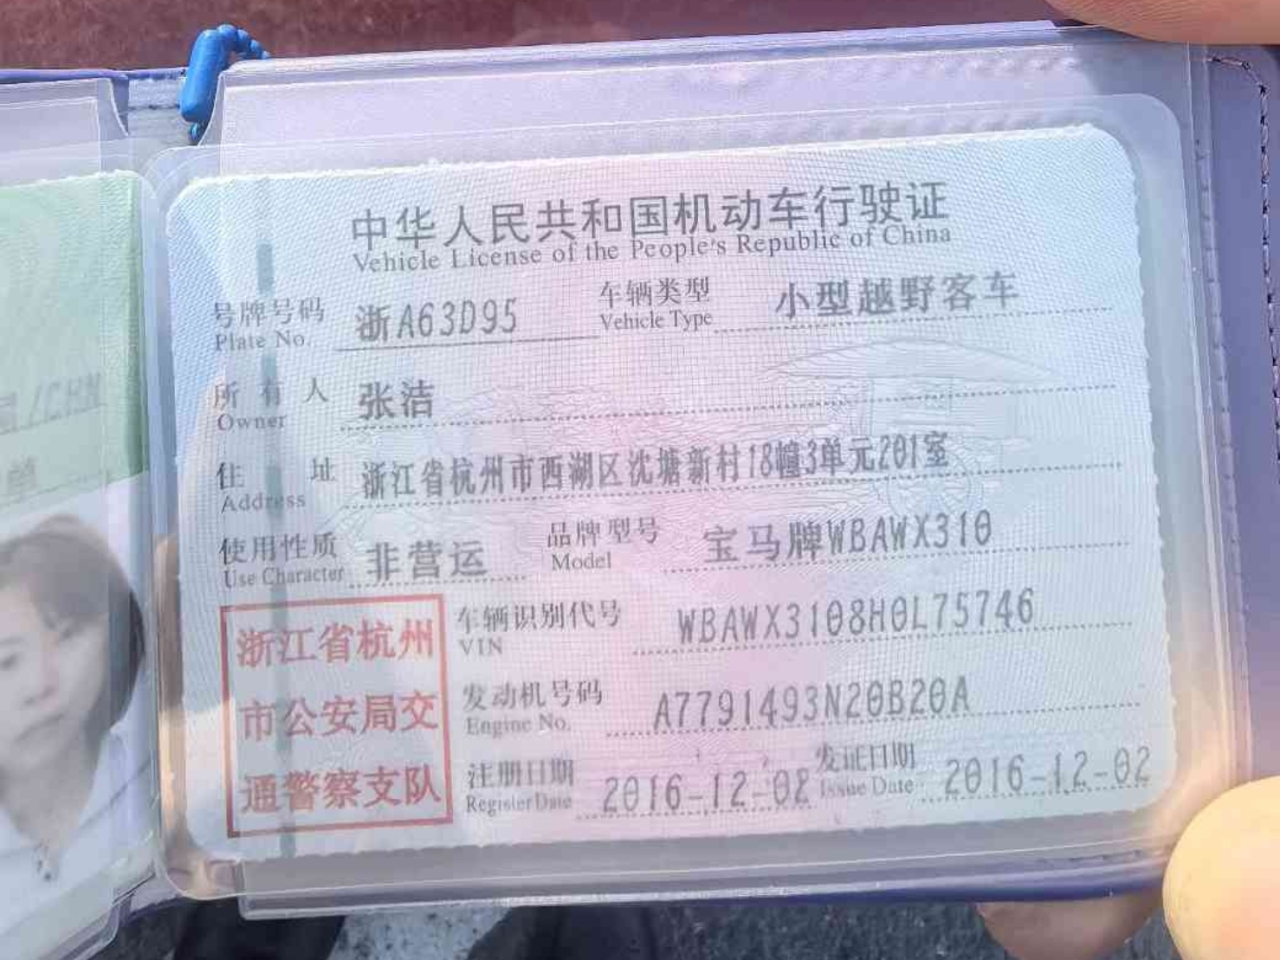 中华人民共和国机动车行驶证
Vehicle License of the People's Republic of China
号牌号码 浙A63D95 车辆类型 小型越野客车
Plate No. Vehicle Type
所有人 张洁
Owner
住址 浙江省杭州市西湖区沈塘新村18幢3单元201室
Address
使用性质 非营运 品牌型号 宝马牌WBAWX310
Use Character Model
浙江省杭州
市公安局交
通警察支队
车辆识别代号 WBAWX3108H0L75746
VIN
发动机号码 A7791493N20B20A
Engine No.
注册日期 2016-12-02 发证日期 2016-12-02
Register Date Issue Date